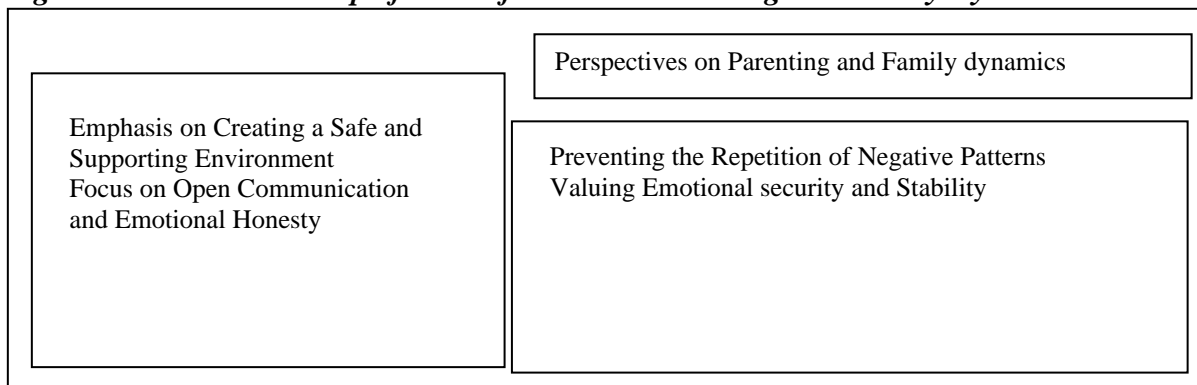 Perspectives on Parenting and Family dynamics
Emphasis on Creating a Safe and
Supporting Environment
Focus on Open Communication
and Emotional Honesty
Preventing the Repetition of Negative Patterns
Valuing Emotional security and Stability